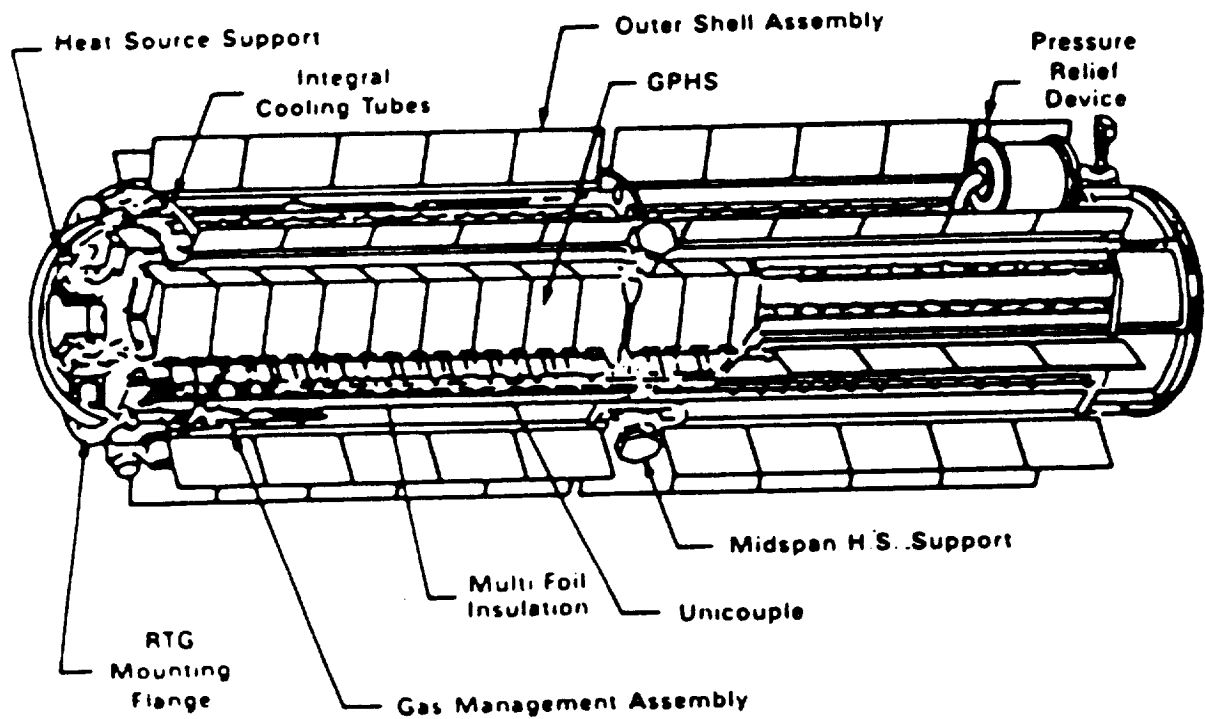 Heat Source Support
Integral
Cooling Tubes
Outer Shell Assembly
GPHS
Pressure
Relief
Device
Midspan H.S. Support
Multi Foil
Insulation
Unicouple
RTG
Mounting
Flange
Gas Management Assembly